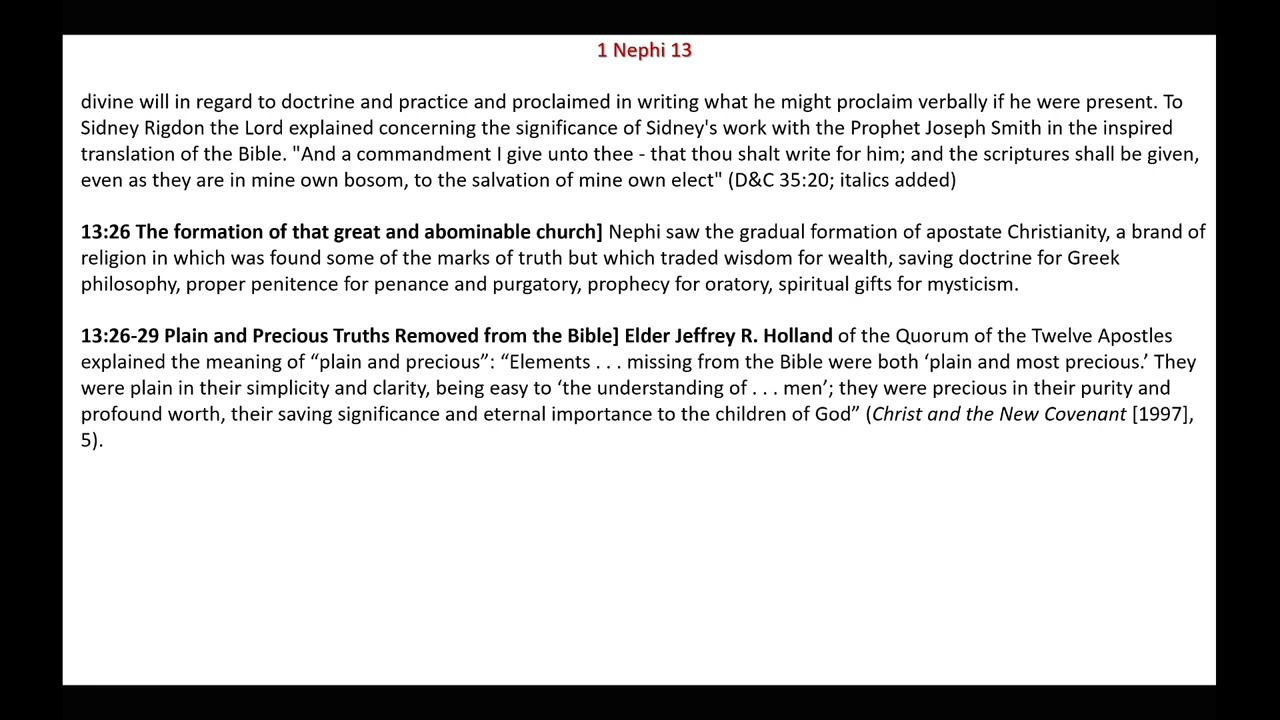 1 Nephi 13
divine will in regard to doctrine and practice and proclaimed in writing what he might proclaim verbally if he were present. To
Sidney Rigdon the Lord explained concerning the significance of Sidney's work with the Prophet Joseph Smith in the inspired
translation of the Bible. "And a commandment I give unto thee - that thou shalt write for him; and the scriptures shall be given,
even as they are in mine own bosom, to the salvation of mine own elect" (D&C 35:20; italics added)
13:26 The formation of that great and abominable church] Nephi saw the gradual formation of apostate Christianity, a brand of
religion in which was found some of the marks of truth but which traded wisdom for wealth, saving doctrine for Greek
philosophy, proper penitence for penance and purgatory, prophecy for oratory, spiritual gifts for mysticism.
13:26-29 Plain and Precious Truths Removed from the Bible] Elder Jeffrey R. Holland of the Quorum of the Twelve Apostles
explained the meaning of “plain and precious”: “Elements . . . missing from the Bible were both ‘plain and most precious.’ They
were plain in their simplicity and clarity, being easy to ‘the understanding of . . . men’; they were precious in their purity and
profound worth, their saving significance and eternal importance to the children of God” (Christ and the New Covenant [1997],
5).